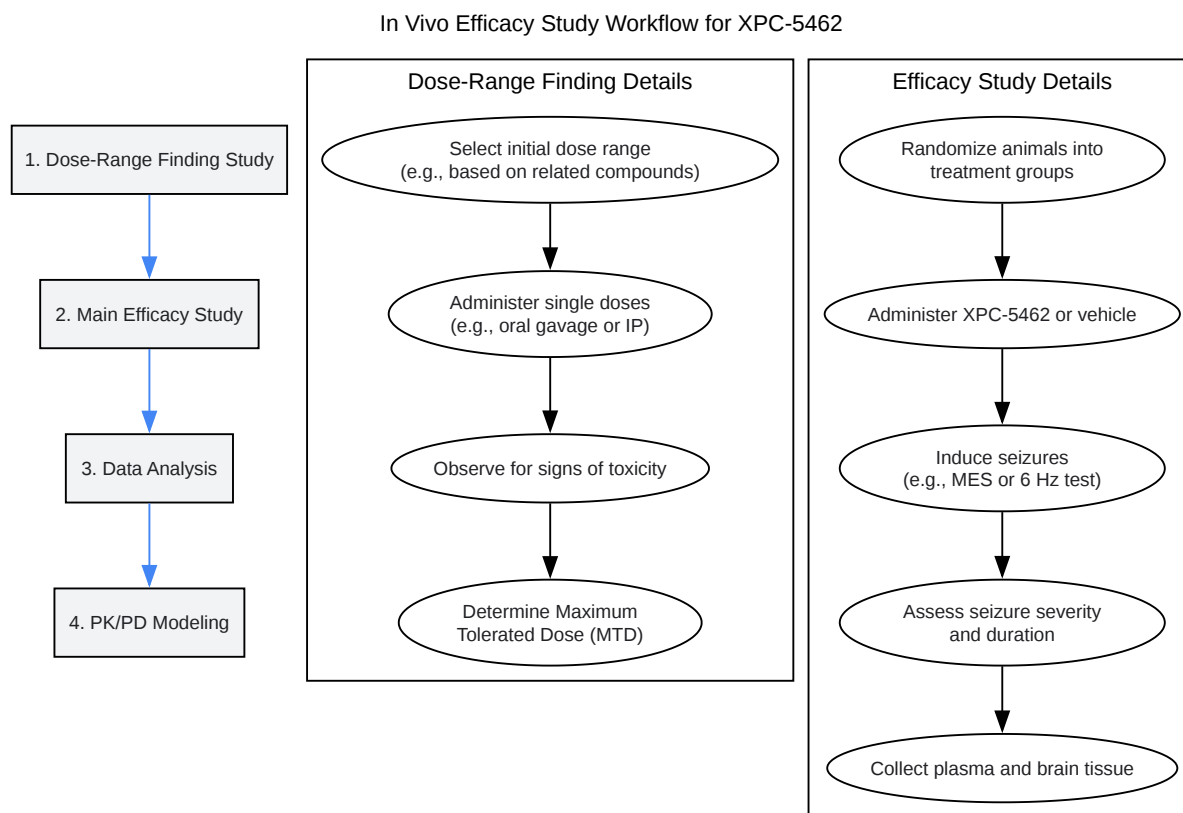 In Vivo Efficacy Study Workflow for XPC-5462
1. Dose-Range Finding Study
2. Main Efficacy Study
3. Data Analysis
4. PK/PD Modeling
Dose-Range Finding Details
Select initial dose range
(e.g., based on related compounds)
Administer single doses
(e.g., oral gavage or IP)
Observe for signs of toxicity
Determine Maximum
Tolerated Dose (MTD)
Efficacy Study Details
Randomize animals into
treatment groups
Administer XPC-5462 or vehicle
Induce seizures
(e.g., MES or 6 Hz test)
Assess seizure severity
and duration
Collect plasma and brain tissue